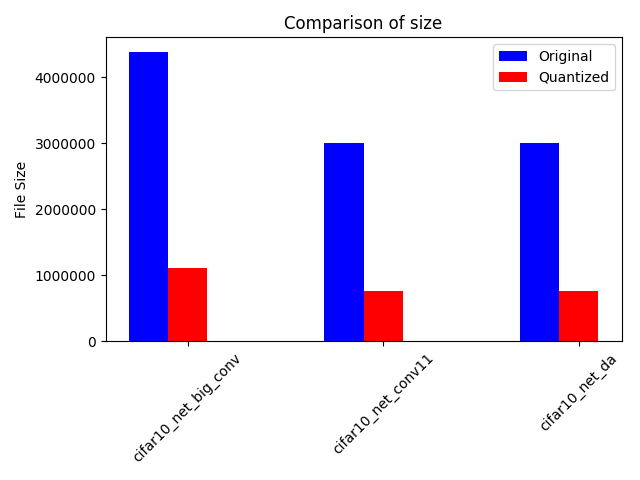 Comparison of size
Original
Quantized
File Size
4000000
3000000
2000000
1000000
0
cifar10_net_big_conv
cifar10_net_conv11
cifar10_net_da